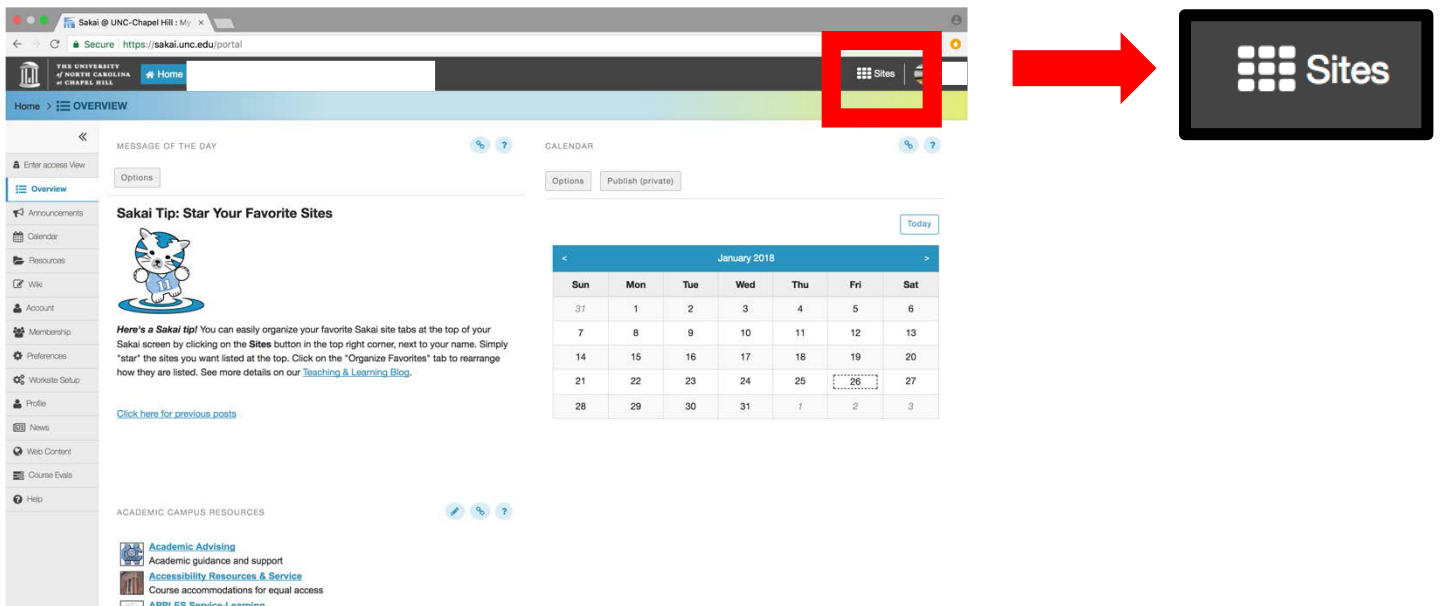 Sakai @ UNC-Chapel Hill : My
Secure https://sakai.unc.edu/portal
THE UNIVERSITY
of NORTH CAROLINA
at CHAPEL HILL
Home
Sites
Sites
Home > OVERVIEW
Enter access View
Overview
Announcements
Calendar
Resources
Wiki
Account
Membership
Preferences
Worksite Setup
Profile
News
Web Content
Course Evals
Help
MESSAGE OF THE DAY
?
Options
Sakai Tip: Star Your Favorite Sites
11
Here's a Sakai tip! You can easily organize your favorite Sakai site tabs at the top of your
Sakai screen by clicking on the Sites button in the top right corner, next to your name. Simply
"star" the sites you want listed at the top. Click on the "Organize Favorites" tab to rearrange
how they are listed. See more details on our Teaching & Learning Blog.
Click here for previous posts
CALENDAR
?
Options Publish (private)
Today
< January 2018 >
Sun Mon Tue Wed Thu Fri Sat
31 1 2 3 4 5 6
7 8 9 10 11 12 13
14 15 16 17 18 19 20
21 22 23 24 25 26 27
28 29 30 31 1 2 3
ACADEMIC CAMPUS RESOURCES
?
Academic Advising
Academic guidance and support
Accessibility Resources & Service
Course accommodations for equal access
APPLES Service-Learning